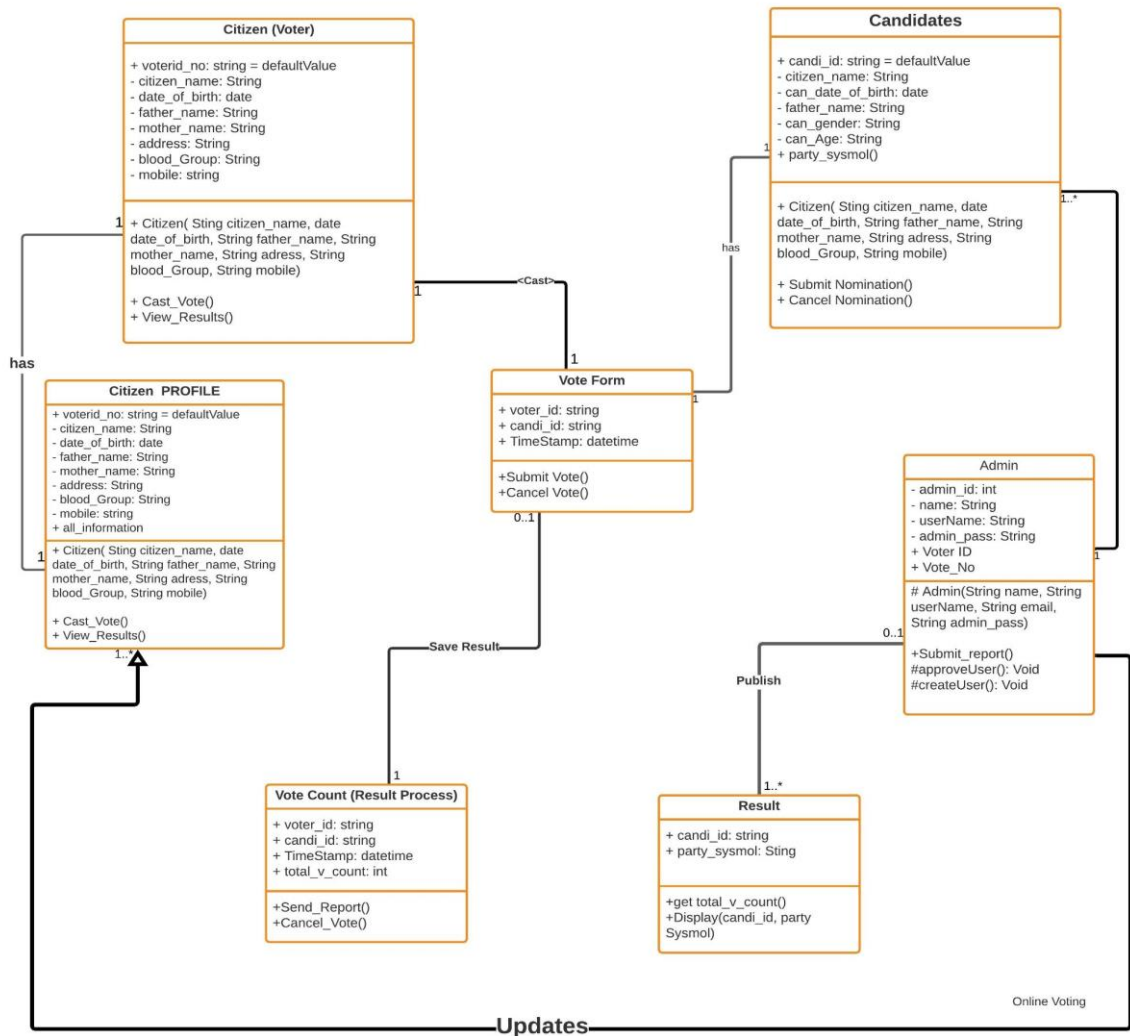 Citizen (Voter)
+ voterid_no: string = defaultValue
- citizen_name: String
- date_of_birth: date
- father_name: String
- mother_name: String
- address: String
- blood_Group: String
- mobile: string
+ Citizen( Sting citizen_name, date
date_of_birth, String father_name, String
mother_name, String adress, String
blood_Group, String mobile)
+ Cast_Vote()
+ View_Results()
1
1
Candidates
+ candi_id: string = defaultValue
- citizen_name: String
- can_date_of_birth: date
- father_name: String
- can_gender: String
- can_Age: String
+ party_sysmol()
+ Citizen( Sting citizen_name, date
date_of_birth, String father_name, String
mother_name, String adress, String
blood_Group, String mobile)
+ Submit Nomination()
+ Cancel Nomination()
1
1..*
has
<Cast>
1
has
Citizen PROFILE
+ voterid_no: string = defaultValue
- citizen_name: String
- date_of_birth: date
- father_name: String
- mother_name: String
- address: String
- blood_Group: String
- mobile: string
+ all_information
+ Citizen( Sting citizen_name, date
date_of_birth, String father_name, String
mother_name, String adress, String
blood_Group, String mobile)
+ Cast_Vote()
+ View_Results()
1
1..*
Vote Form
+ voter_id: string
+ candi_id: string
+ TimeStamp: datetime
+Submit Vote()
+Cancel Vote()
1
0..1
Admin
- admin_id: int
- name: String
- userName: String
- admin_pass: String
+ Voter ID
+ Vote_No
# Admin(String name, String
userName, String email,
String admin_pass)
+Submit_report()
#approveUser(): Void
#createUser(): Void
1
0..1
Save Result
Publish
1
Vote Count (Result Process)
+ voter_id: string
+ candi_id: string
+ TimeStamp: datetime
+ total_v_count: int
+Send_Report()
+Cancel_Vote()
1..*
Result
+ candi_id: string
+ party_sysmol: Sting
+get total_v_count()
+Display(candi_id, party
Sysmol)
Online Voting
Updates